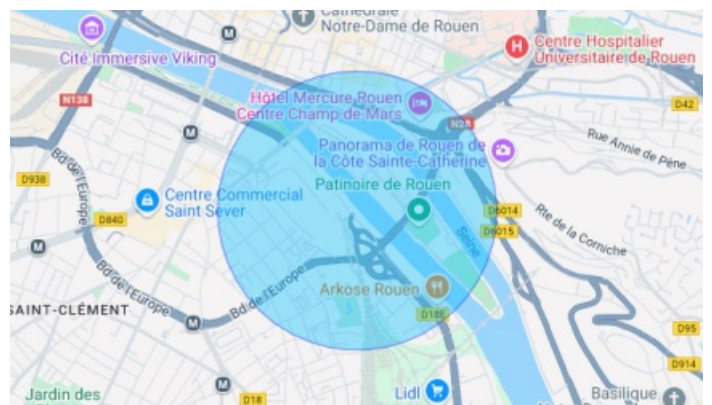 Cathédrale
Notre-Dame de Rouen
M
Cité Immersive Viking
H
Centre Hospitalier
Universitaire de Rouen
N138
Hôtel Mercure Rouen
Centre Champ de Mars
D42
N28
M
Rue Annie de Pène
Panorama de Rouen de
la Côte Sainte-Catherine
Bd de l'Europe
D938
Patinoire de Rouen
Centre Commercial
Saint Sever
D840
D6014
D6015
Rte de la Corniche
Seine
M
Bd de l'Europe
Bd de l'Europe
Arkose Rouen
SAINT-CLÉMENT
D18E
M
D95
D914
M
Jardin des
D18
Lidl
Basilique